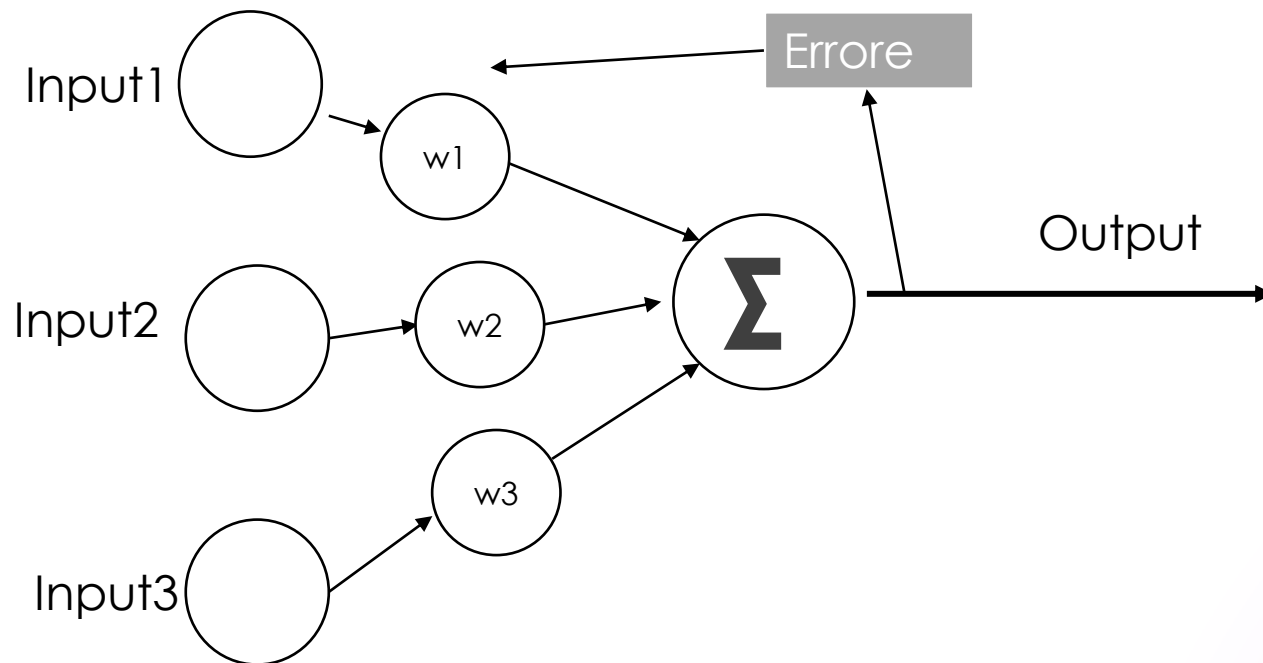 Errore
Input1
w1
Output
Σ
Input2
w2
w3
Input3